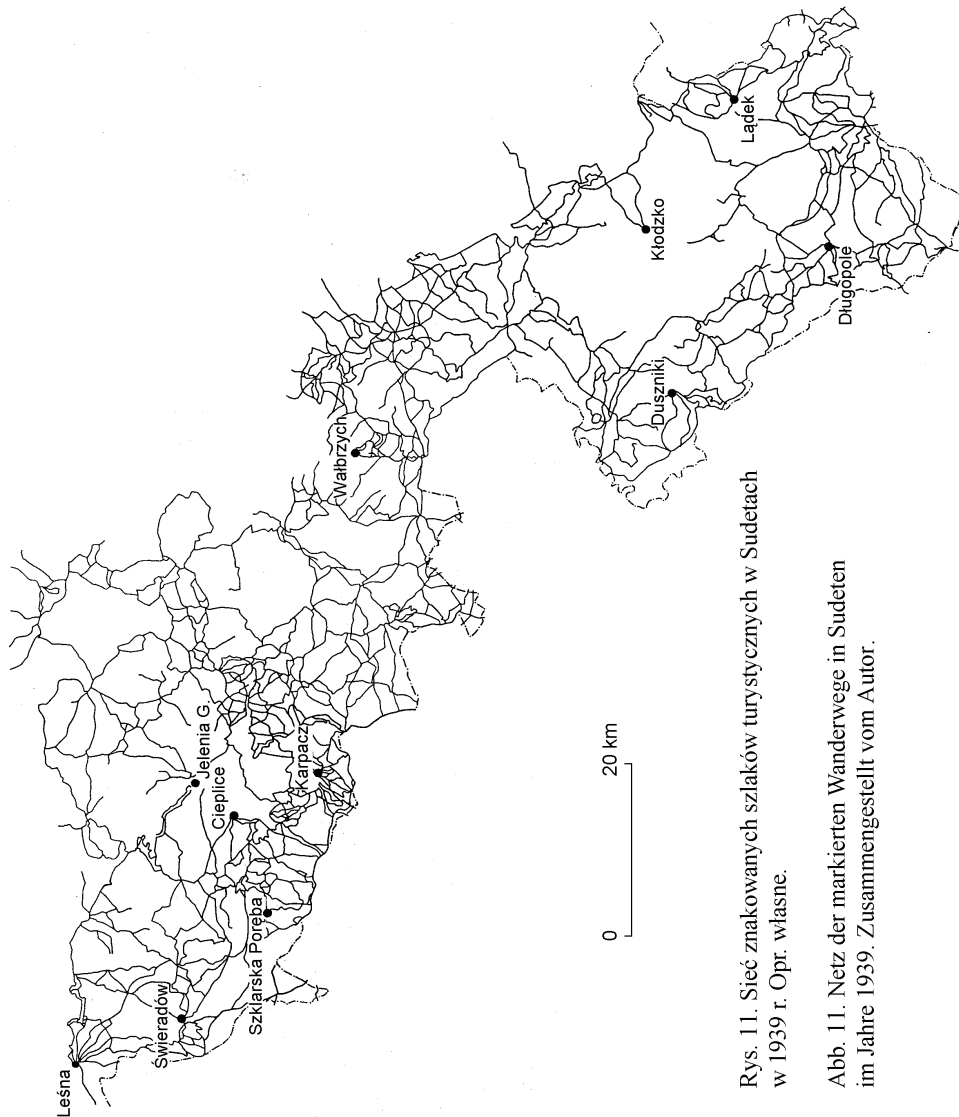 Leśna
Świeradów
Szklarska Poręba
Cieplice
Jelenia G.
Karpacz
Wałbrzych
Kłodzko
Lądek
Duszniki
Długopole
0 20 km
Rys. 11. Sieć znakowanych szlaków turystycznych w Sudetach
w 1939 r. Opr. własne.
Abb. 11. Netz der markierten Wanderwege in Sudeten
im Jahre 1939. Zusammengestellt vom Autor.